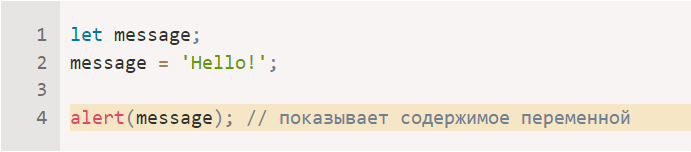 1 let message;
2 message = 'Hello!';
3
4 alert(message); // показывает содержимое переменной